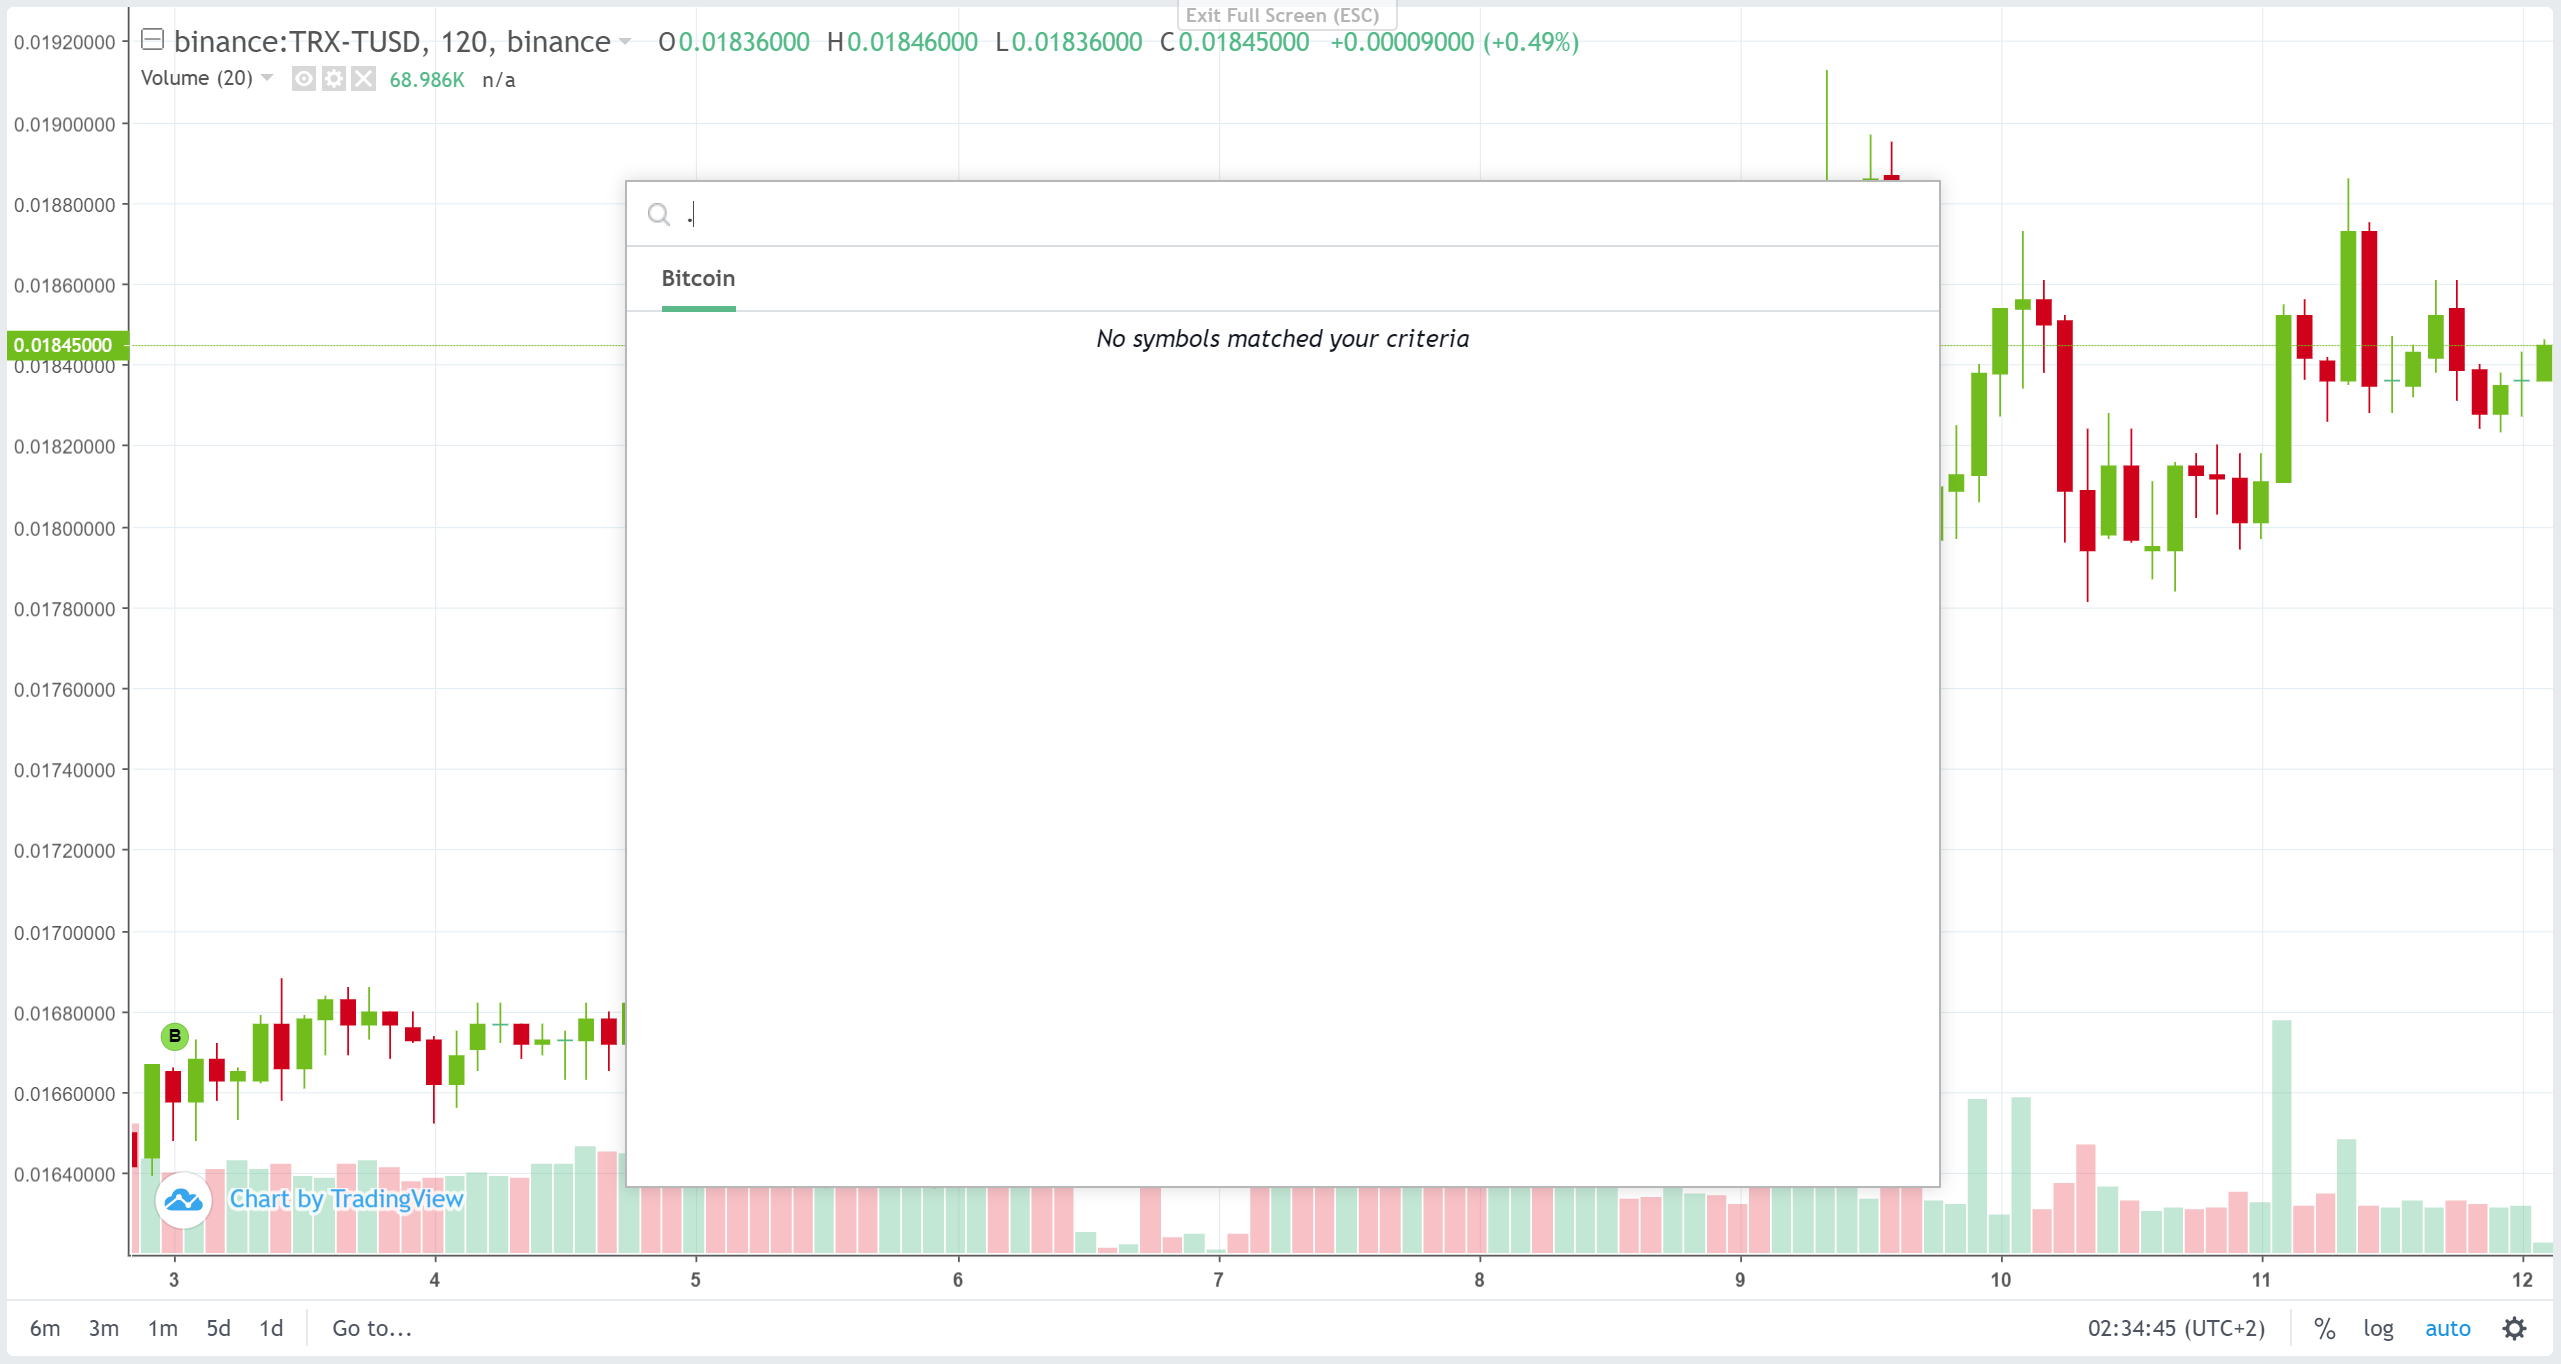 Exit Full Screen (ESC)
binance:TRX-TUSD, 120, binance O0.01836000 H0.01846000 L0.01836000 C0.01845000 +0.00009000 (+0.49%)
Volume (20) 68.986K n/a
0.01920000
0.01900000
0.01880000
0.01860000
0.01845000
0.01840000
0.01820000
0.01800000
0.01780000
0.01760000
0.01740000
0.01720000
0.01700000
0.01680000
0.01660000
0.01640000
.
Bitcoin
No symbols matched your criteria
B
Chart by TradingView
3 4 5 6 7 8 9 10 11 12
6m 3m 1m 5d 1d Go to... 02:34:45 (UTC+2) % log auto